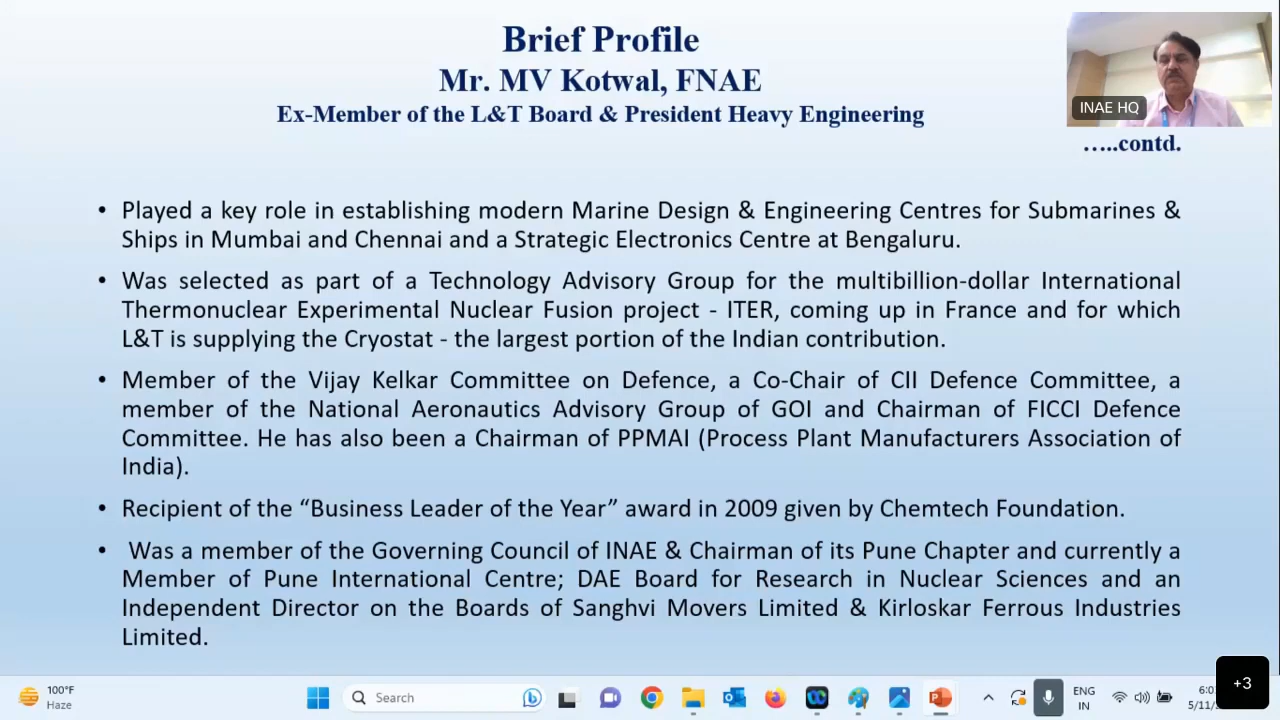 Brief Profile
Mr. MV Kotwal, FNAE
Ex-Member of the L&T Board & President Heavy Engineering
INAE HQ
…..contd.
• Played a key role in establishing modern Marine Design & Engineering Centres for Submarines &
Ships in Mumbai and Chennai and a Strategic Electronics Centre at Bengaluru.
• Was selected as part of a Technology Advisory Group for the multibillion-dollar International
Thermonuclear Experimental Nuclear Fusion project - ITER, coming up in France and for which
L&T is supplying the Cryostat - the largest portion of the Indian contribution.
• Member of the Vijay Kelkar Committee on Defence, a Co-Chair of CII Defence Committee, a
member of the National Aeronautics Advisory Group of GOI and Chairman of FICCI Defence
Committee. He has also been a Chairman of PPMAI (Process Plant Manufacturers Association of
India).
• Recipient of the “Business Leader of the Year” award in 2009 given by Chemtech Foundation.
• Was a member of the Governing Council of INAE & Chairman of its Pune Chapter and currently a
Member of Pune International Centre; DAE Board for Research in Nuclear Sciences and an
Independent Director on the Boards of Sanghvi Movers Limited & Kirloskar Ferrous Industries
Limited.
100°F
Haze
Search
ENG
IN
+3